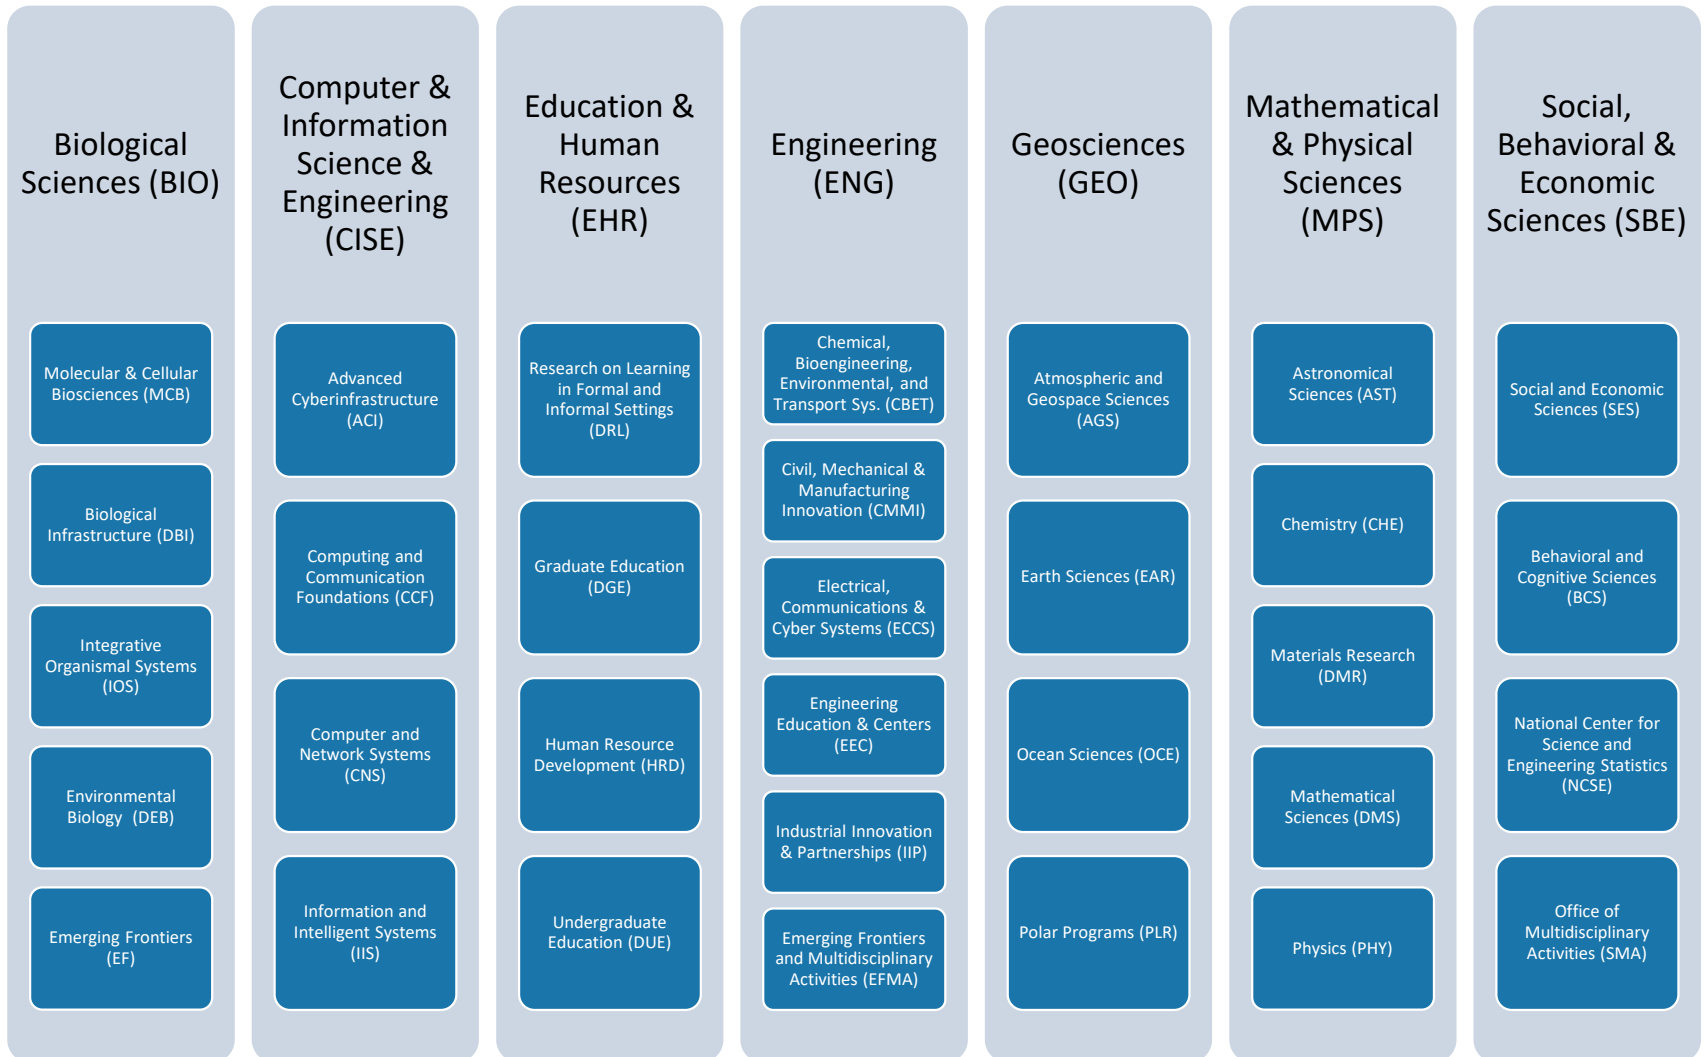 Biological
Sciences (BIO)
Molecular & Cellular
Biosciences (MCB)
Biological
Infrastructure (DBI)
Integrative
Organismal Systems
(IOS)
Environmental
Biology (DEB)
Emerging Frontiers
(EF)
Computer &
Information
Science &
Engineering
(CISE)
Advanced
Cyberinfrastructure
(ACI)
Computing and
Communication
Foundations (CCF)
Computer and
Network Systems
(CNS)
Information and
Intelligent Systems
(IIS)
Education &
Human
Resources
(EHR)
Research on Learning
in Formal and
Informal Settings
(DRL)
Graduate Education
(DGE)
Human Resource
Development (HRD)
Undergraduate
Education (DUE)
Engineering
(ENG)
Chemical,
Bioengineering,
Environmental, and
Transport Sys. (CBET)
Civil, Mechanical &
Manufacturing
Innovation (CMMI)
Electrical,
Communications &
Cyber Systems (ECCS)
Engineering
Education & Centers
(EEC)
Industrial Innovation
& Partnerships (IIP)
Emerging Frontiers
and Multidisciplinary
Activities (EFMA)
Geosciences
(GEO)
Atmospheric and
Geospace Sciences
(AGS)
Earth Sciences (EAR)
Ocean Sciences (OCE)
Polar Programs (PLR)
Mathematical
& Physical
Sciences
(MPS)
Astronomical
Sciences (AST)
Chemistry (CHE)
Materials Research
(DMR)
Mathematical
Sciences (DMS)
Physics (PHY)
Social,
Behavioral &
Economic
Sciences (SBE)
Social and Economic
Sciences (SES)
Behavioral and
Cognitive Sciences
(BCS)
National Center for
Science and
Engineering Statistics
(NCSE)
Office of
Multidisciplinary
Activities (SMA)